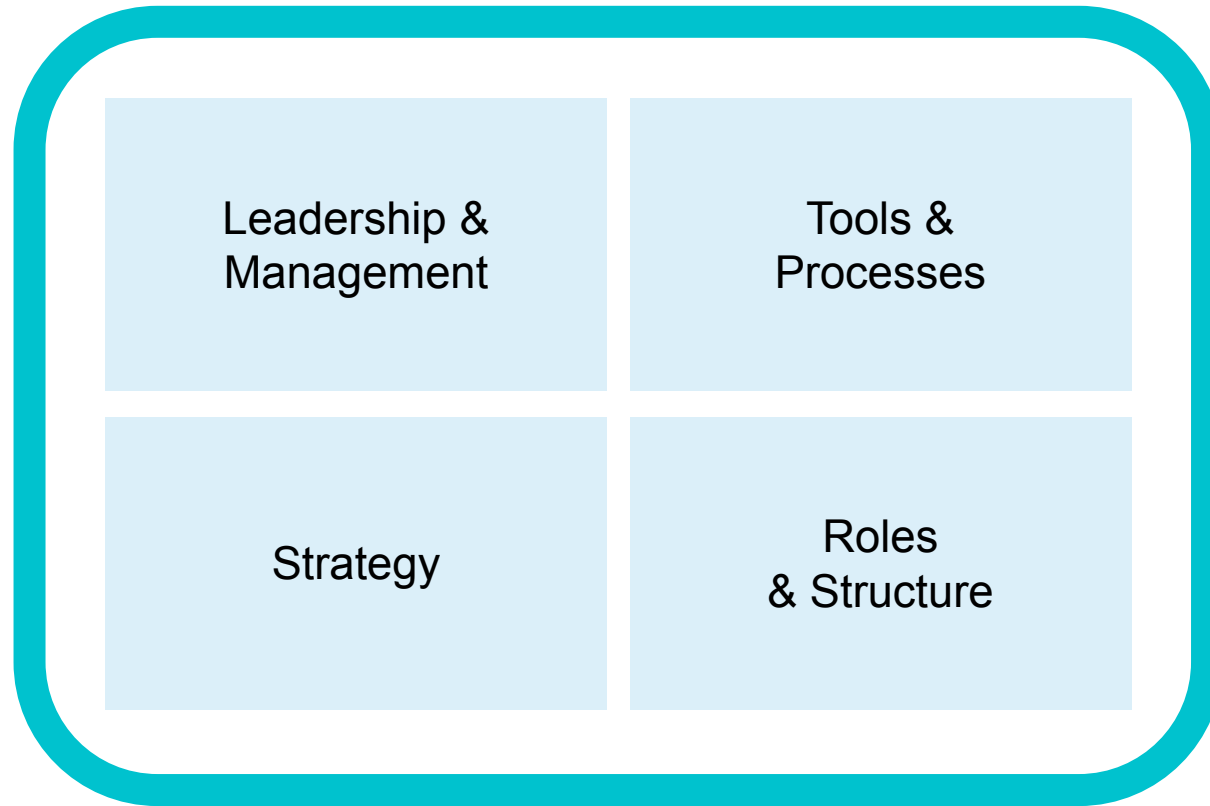 Leadership &
Management
Tools &
Processes
Strategy
Roles
& Structure